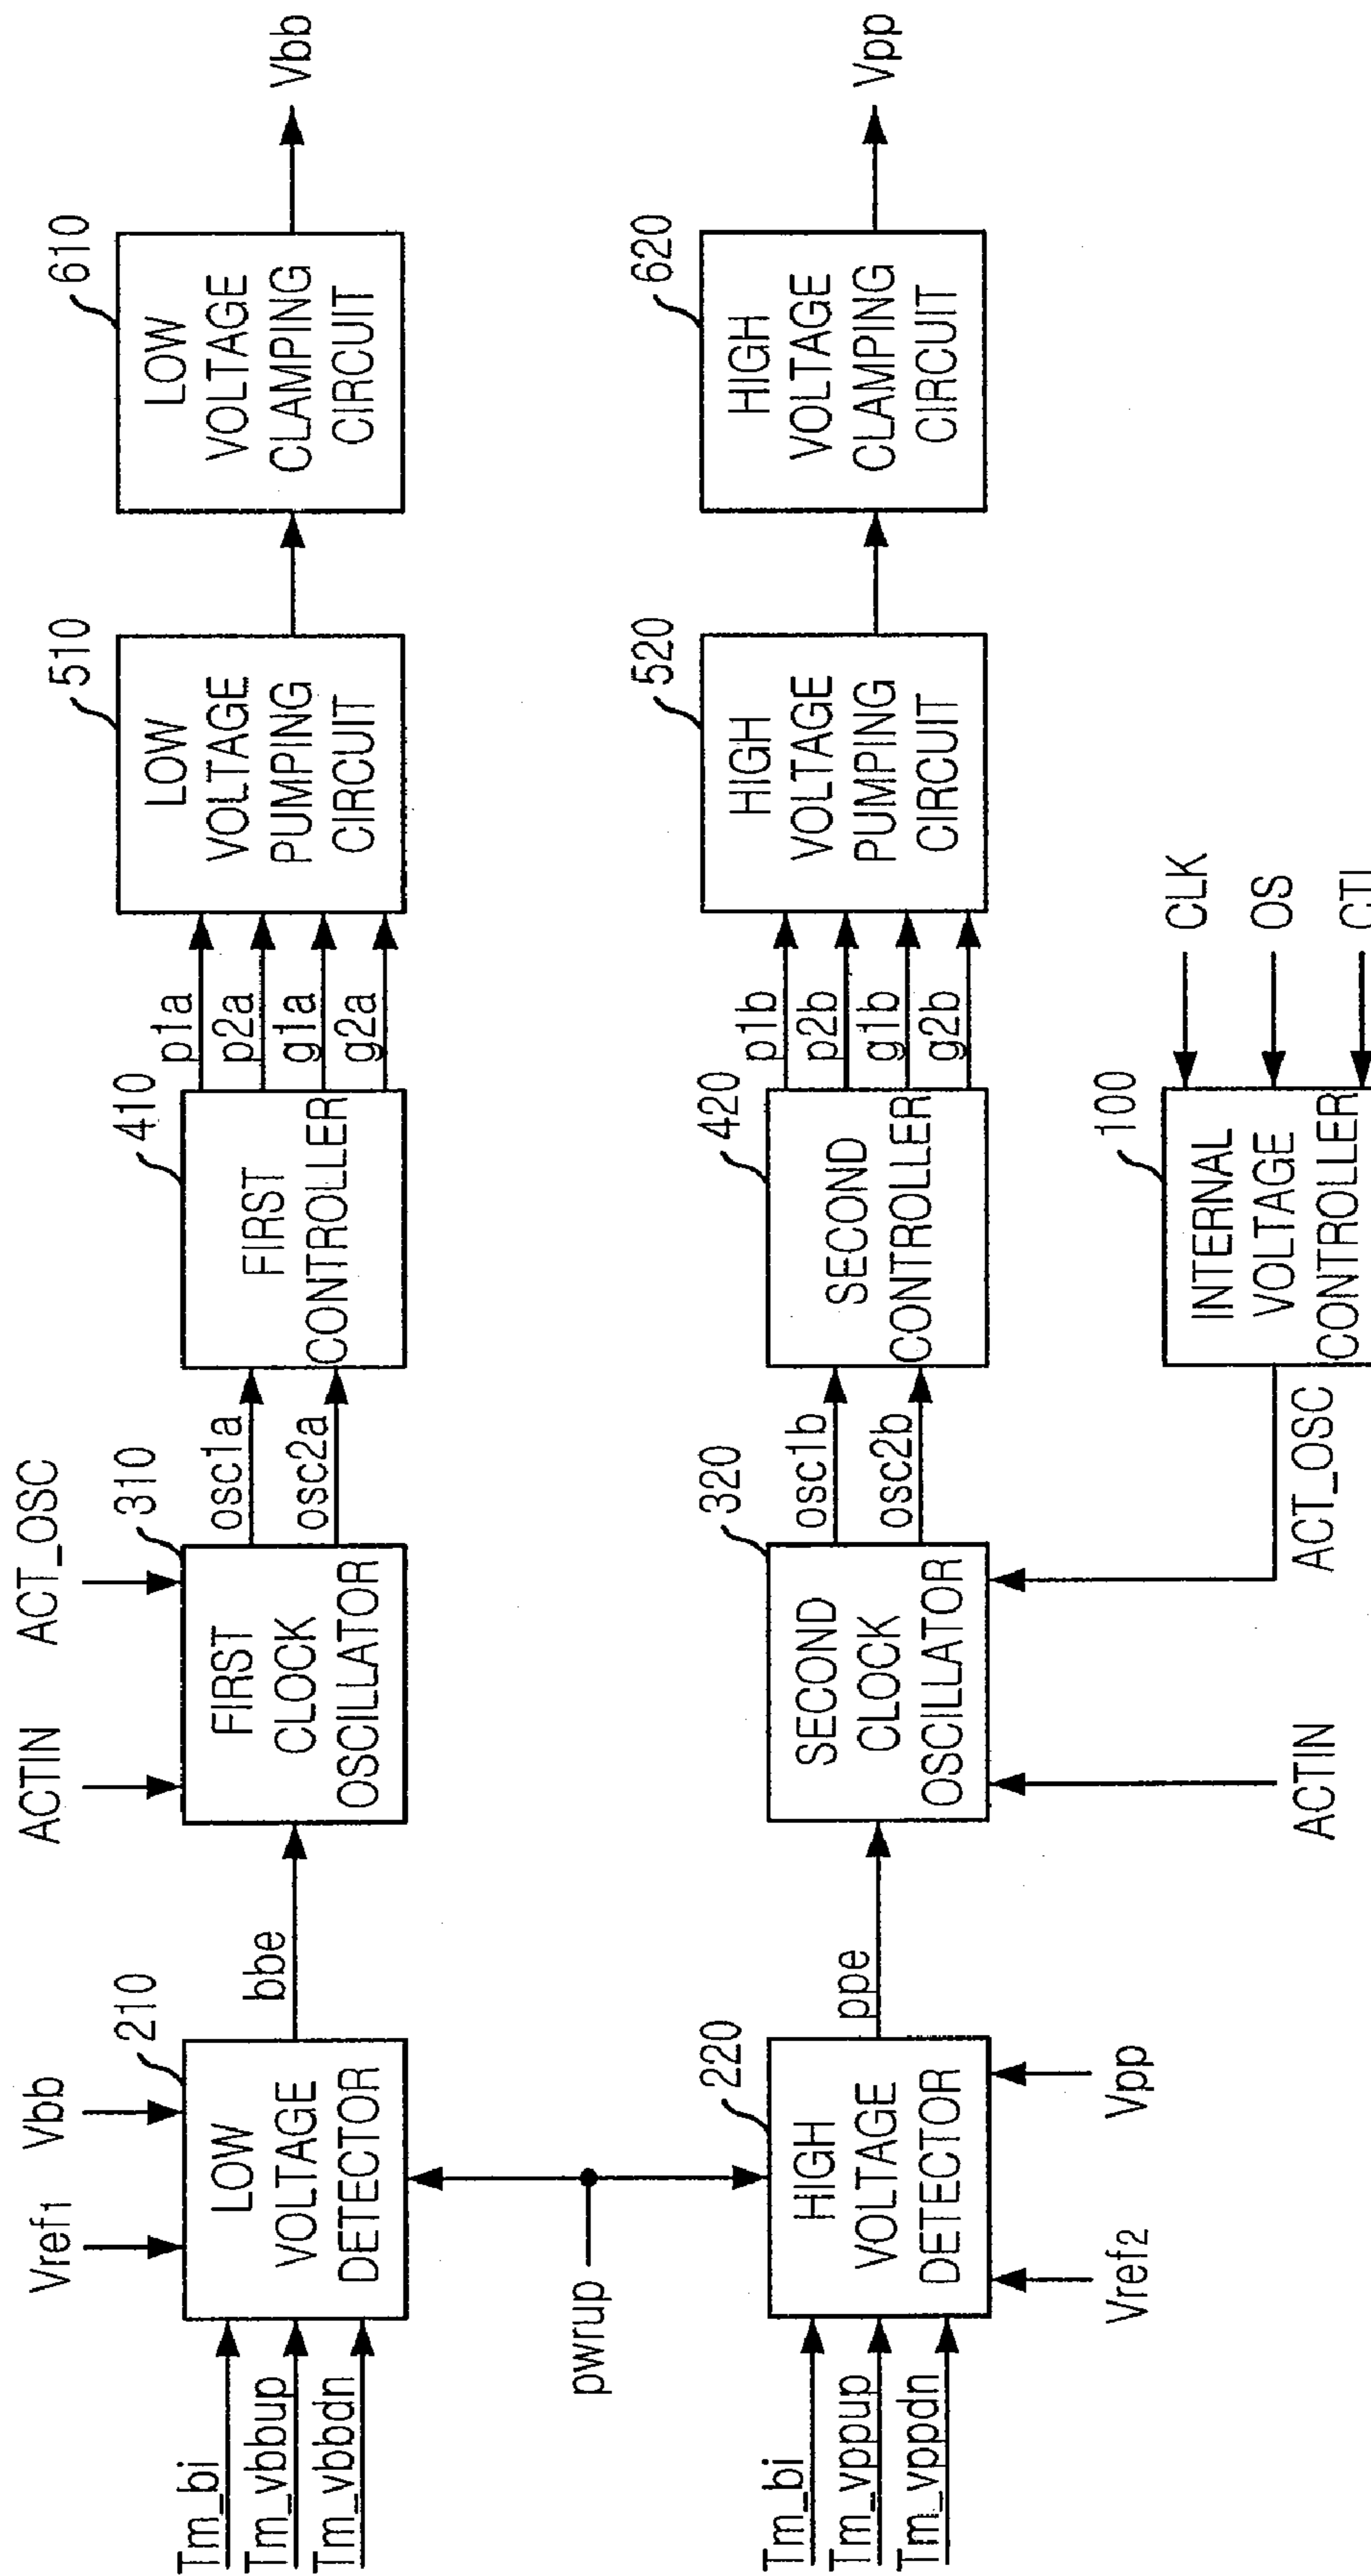 Vref1
Vbb
ACTIN
ACT_OSC
Tm_bi
Tm_vbbup
Tm_vbbdn
210
LOW
VOLTAGE
DETECTOR
bbe
310
FIRST
CLOCK
OSCILLATOR
osc1a
osc2a
410
FIRST
CONTROLLER
p1a
p2a
g1a
g2a
510
LOW
VOLTAGE
PUMPING
CIRCUIT
610
LOW
VOLTAGE
CLAMPING
CIRCUIT
Vbb
pwrup
Tm_bi
Tm_vppup
Tm_vppdn
220
HIGH
VOLTAGE
DETECTOR
Vref2
Vpp
ppe
320
SECOND
CLOCK
OSCILLATOR
ACTIN
ACT_OSC
osc1b
osc2b
420
SECOND
CONTROLLER
p1b
p2b
g1b
g2b
520
HIGH
VOLTAGE
PUMPING
CIRCUIT
620
HIGH
VOLTAGE
CLAMPING
CIRCUIT
Vpp
100
INTERNAL
VOLTAGE
CONTROLLER
CLK
OS